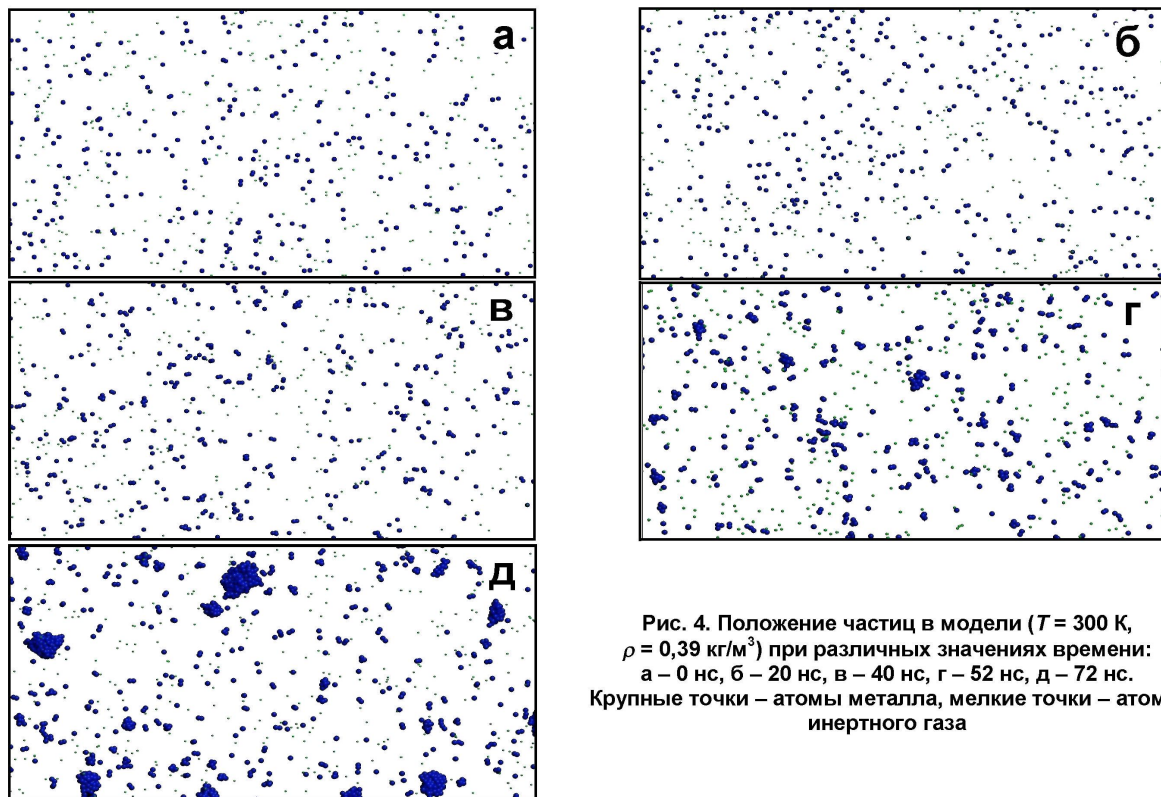 а
б
в
г
д
Рис. 4. Положение частиц в модели (T = 300 К,
ρ = 0,39 кг/м³) при различных значениях времени:
а – 0 нс, б – 20 нс, в – 40 нс, г – 52 нс, д – 72 нс.
Крупные точки – атомы металла, мелкие точки – атом
инертного газа